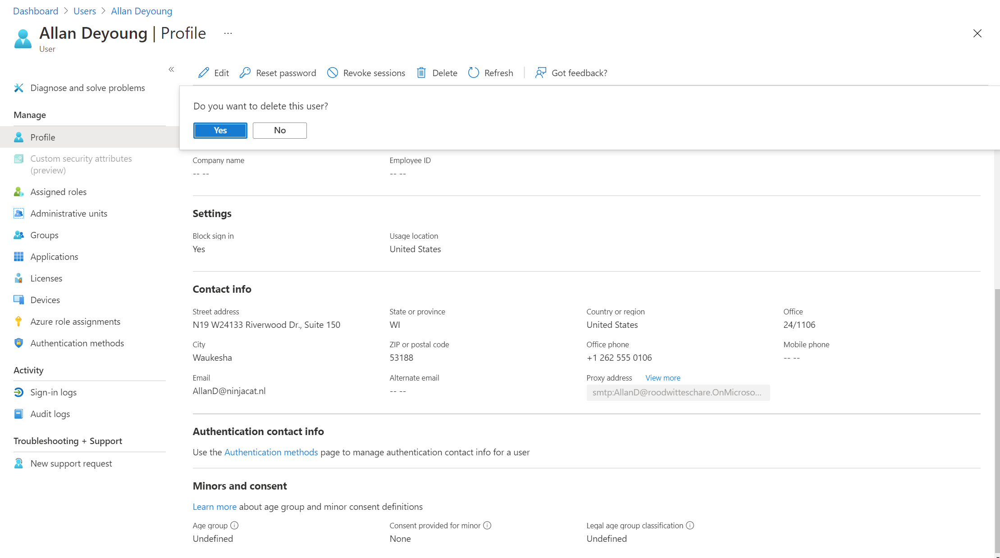 Dashboard > Users > Allan Deyoung
Allan Deyoung | Profile ...
User
«
Edit Reset password Revoke sessions Delete Refresh Got feedback?
Diagnose and solve problems
Manage
Profile
Custom security attributes
(preview)
Assigned roles
Administrative units
Groups
Applications
Licenses
Devices
Azure role assignments
Authentication methods
Activity
Sign-in logs
Audit logs
Troubleshooting + Support
New support request
Do you want to delete this user?
Yes No
Company name Employee ID
-- -- -- --
Settings
Block sign in Usage location
Yes United States
Contact info
Street address State or province Country or region Office
N19 W24133 Riverwood Dr., Suite 150 WI United States 24/1106
City ZIP or postal code Office phone Mobile phone
Waukesha 53188 +1 262 555 0106 -- --
Email Alternate email Proxy address View more
AllanD@ninjacat.nl -- -- smtp:AllanD@roodwitteschare.OnMicroso...
Authentication contact info
Use the Authentication methods page to manage authentication contact info for a user
Minors and consent
Learn more about age group and minor consent definitions
Age group Consent provided for minor Legal age group classification
Undefined None Undefined